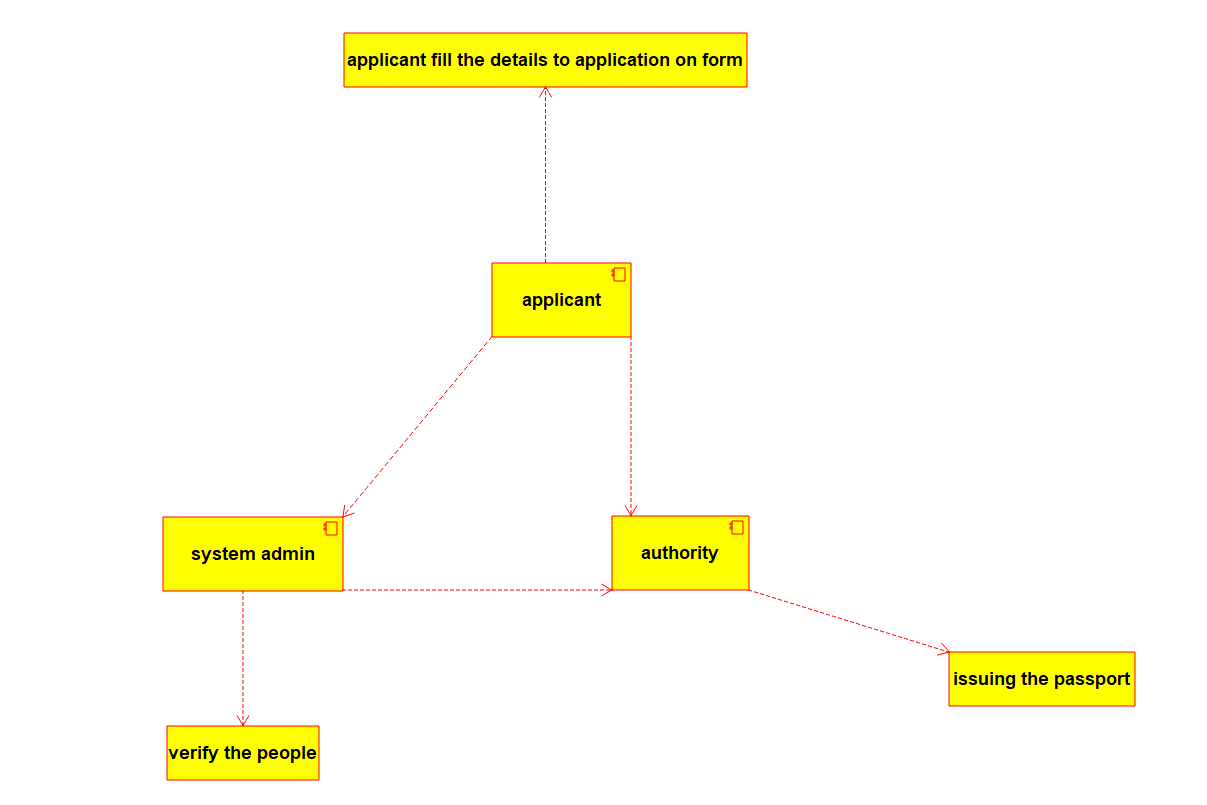 applicant fill the details to application on form
applicant
system admin
authority
issuing the passport
verify the people